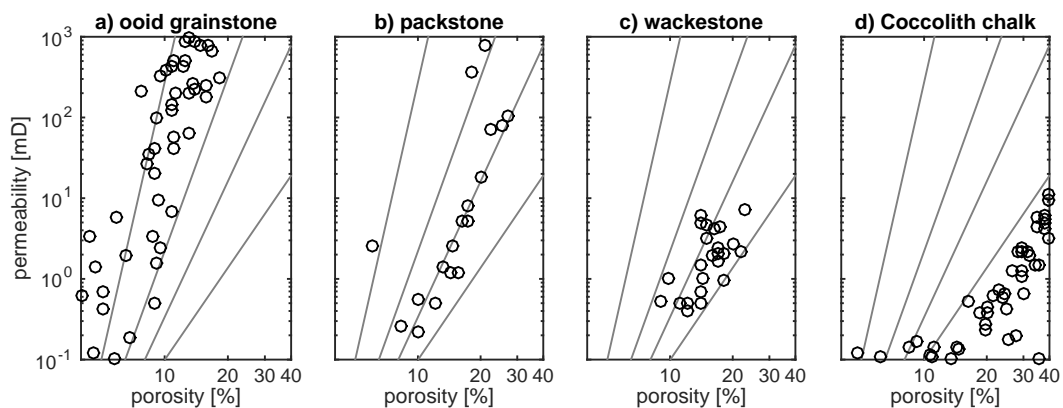 a) ooid grainstone
b) packstone
c) wackestone
d) Coccolith chalk
permeability [mD]
10³
10²
10¹
10⁰
10⁻¹
10 20 30 40
10 20 30 40
10 20 30 40
10 20 30 40
porosity [%]
porosity [%]
porosity [%]
porosity [%]